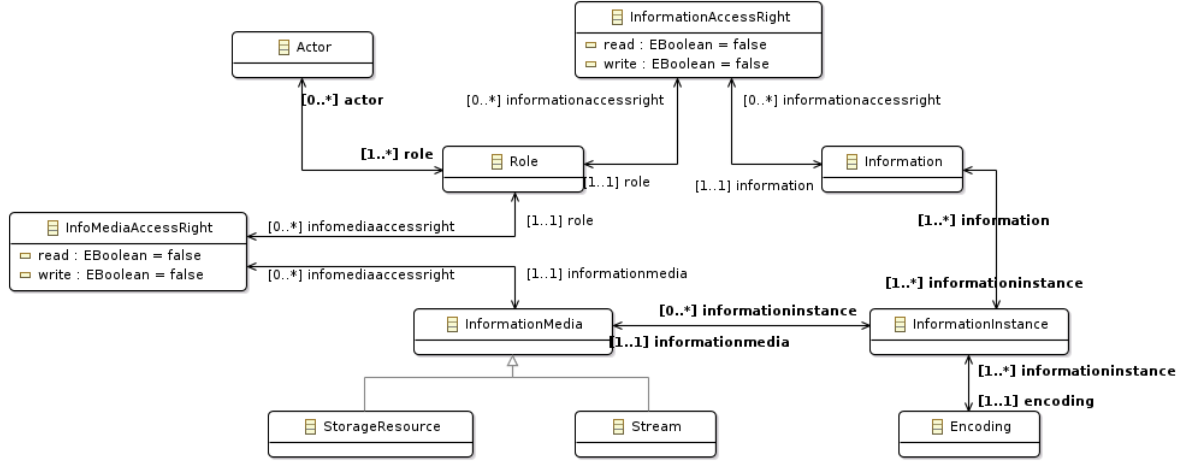 InformationAccessRight
read : EBoolean = false
write : EBoolean = false
Actor
[0..*] actor
[0..*] informationaccessright
[0..*] informationaccessright
[1..*] role
Role
[1..1] role
[1..1] information
Information
InfoMediaAccessRight
read : EBoolean = false
write : EBoolean = false
[0..*] infomediaaccessright
[1..1] role
[1..*] information
[0..*] infomediaaccessright
[1..1] informationmedia
[1..*] informationinstance
InformationMedia
[0..*] informationinstance
[1..1] informationmedia
InformationInstance
[1..*] informationinstance
[1..1] encoding
StorageResource
Stream
Encoding